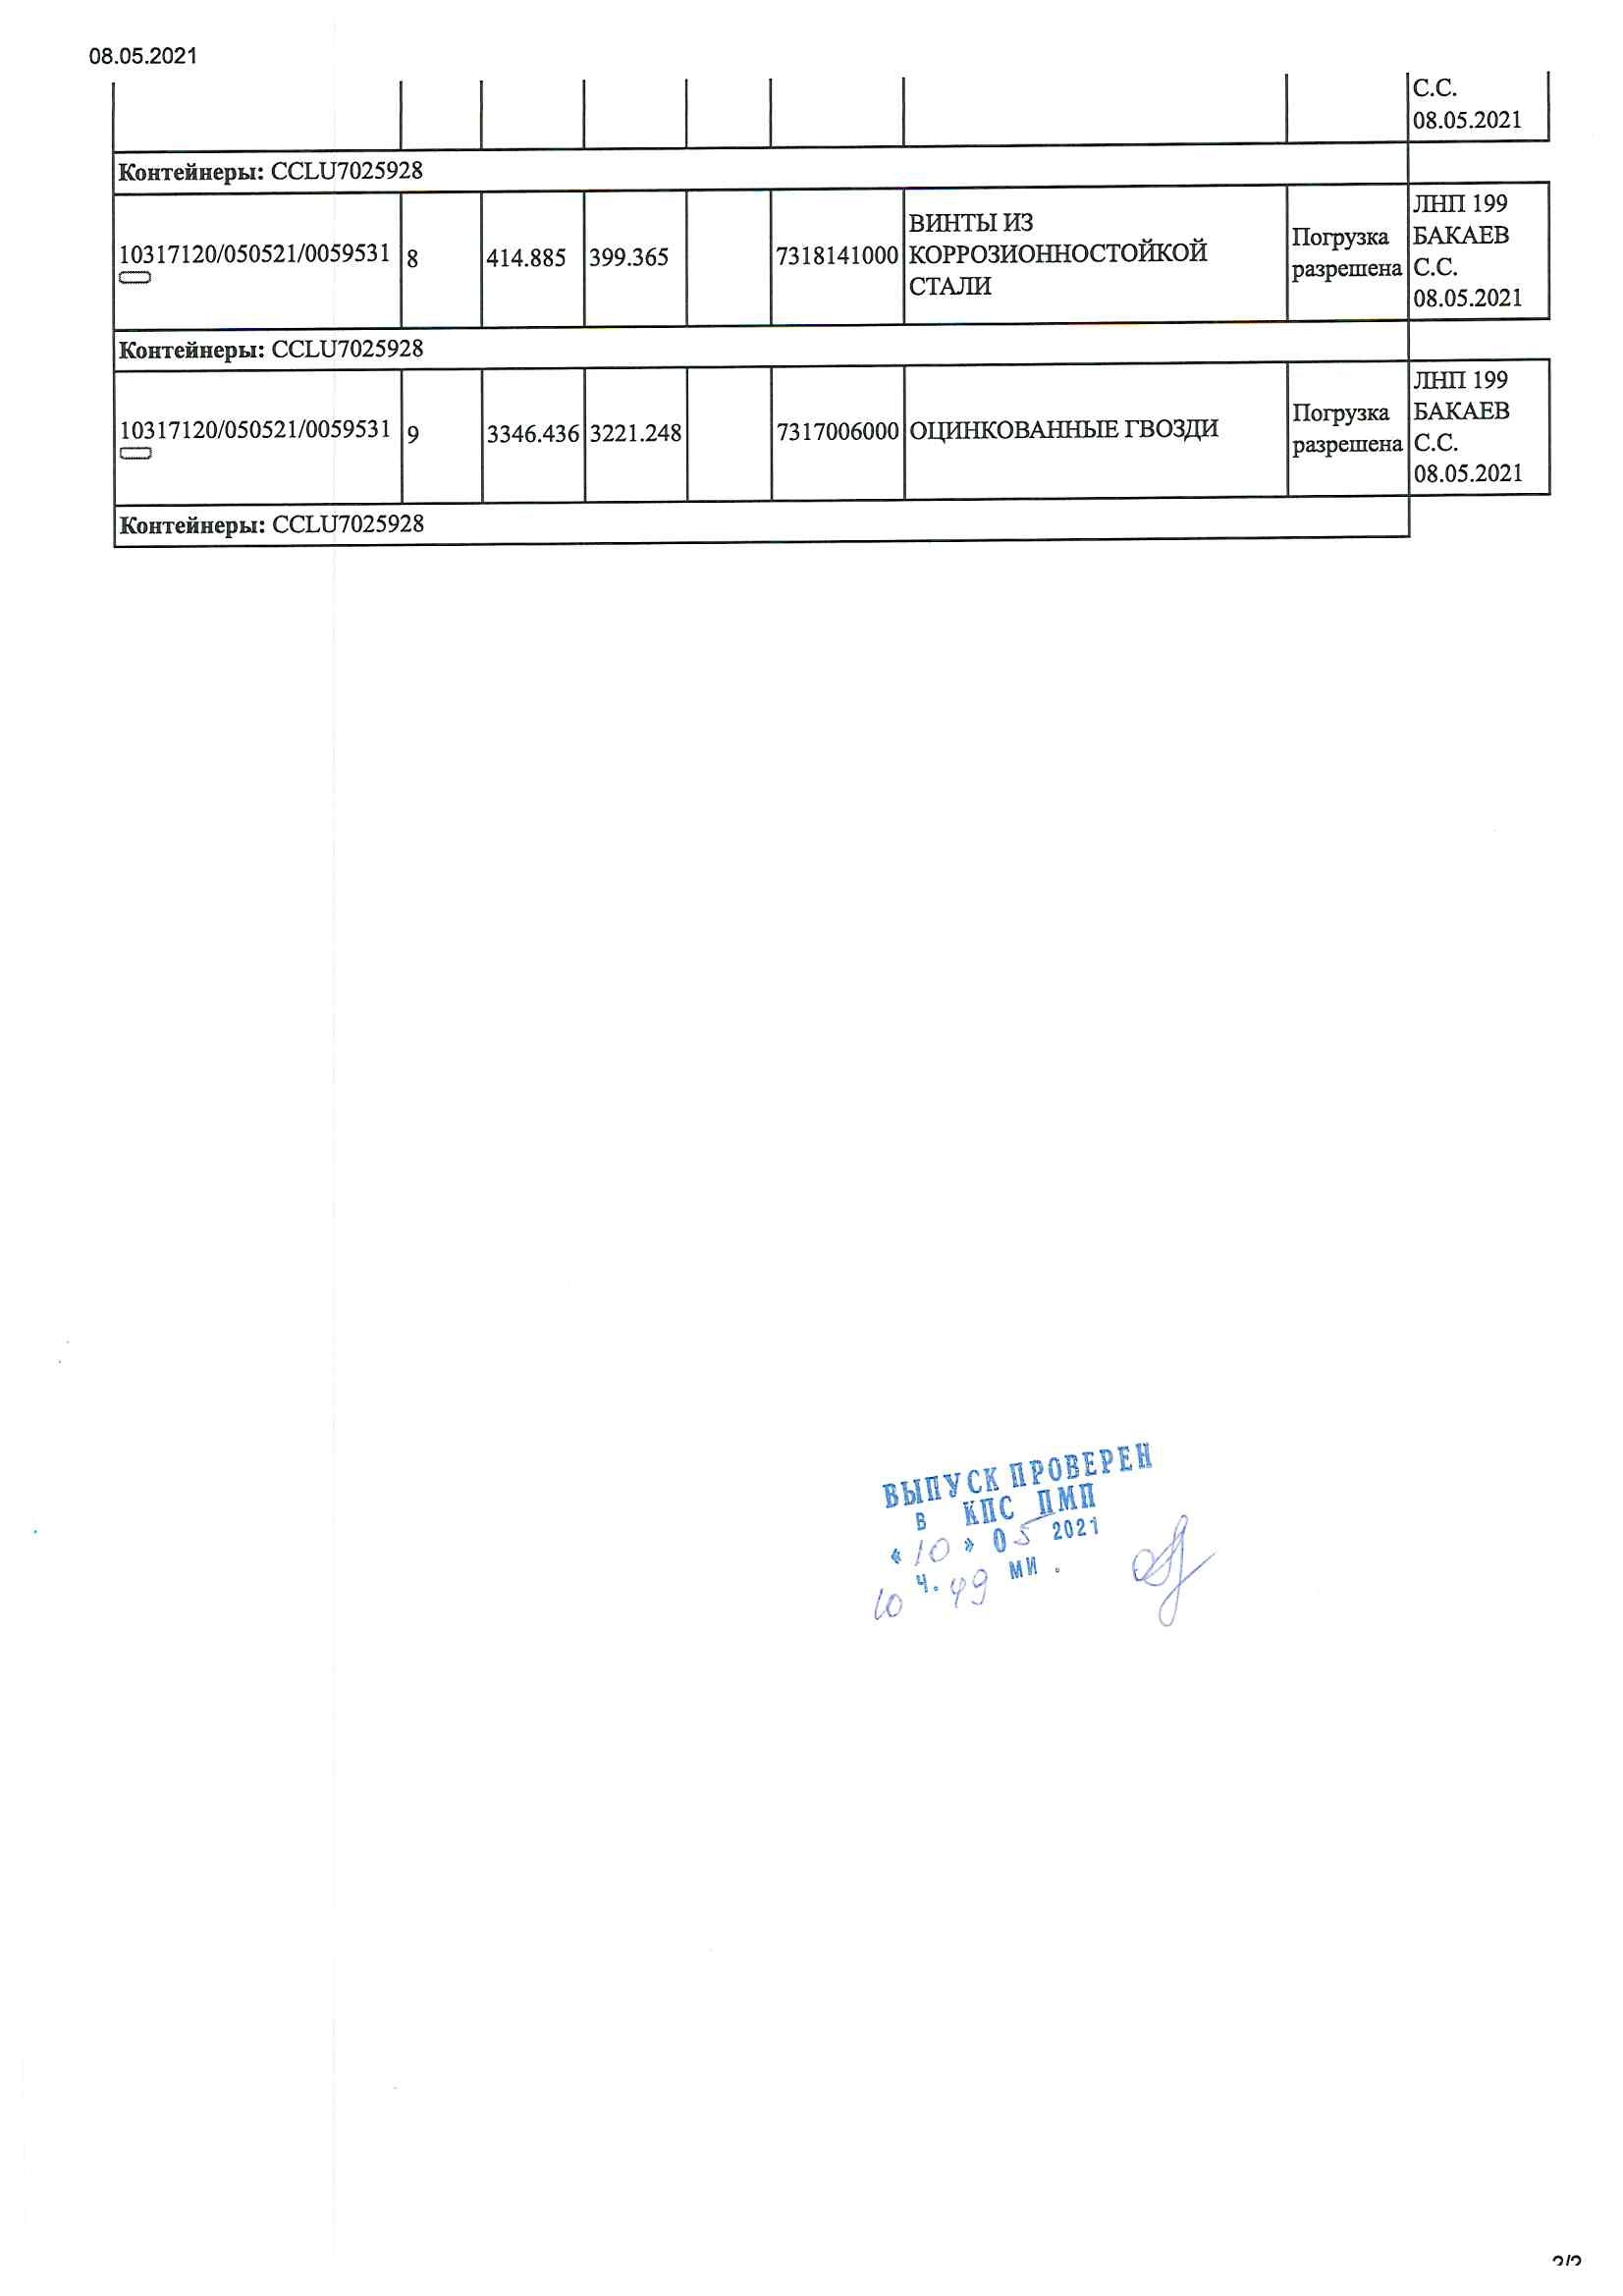 08.05.2021
С.С.
08.05.2021
Контейнеры: CCLU7025928
10317120/050521/0059531 8 414.885 399.365 7318141000 ВИНТЫ ИЗ
КОРРОЗИОННОСТОЙКОЙ
СТАЛИ
Погрузка
разрешена
ЛНП 199
БАКАЕВ
С.С.
08.05.2021
Контейнеры: CCLU7025928
10317120/050521/0059531 9 3346.436 3221.248 7317006000 ОЦИНКОВАННЫЕ ГВОЗДИ
Погрузка
разрешена
ЛНП 199
БАКАЕВ
С.С.
08.05.2021
Контейнеры: CCLU7025928
ВЫПУСК ПРОВЕРЕН
В КПС ПМП
«10» 05 2021
10 Ч. 49 МИ .